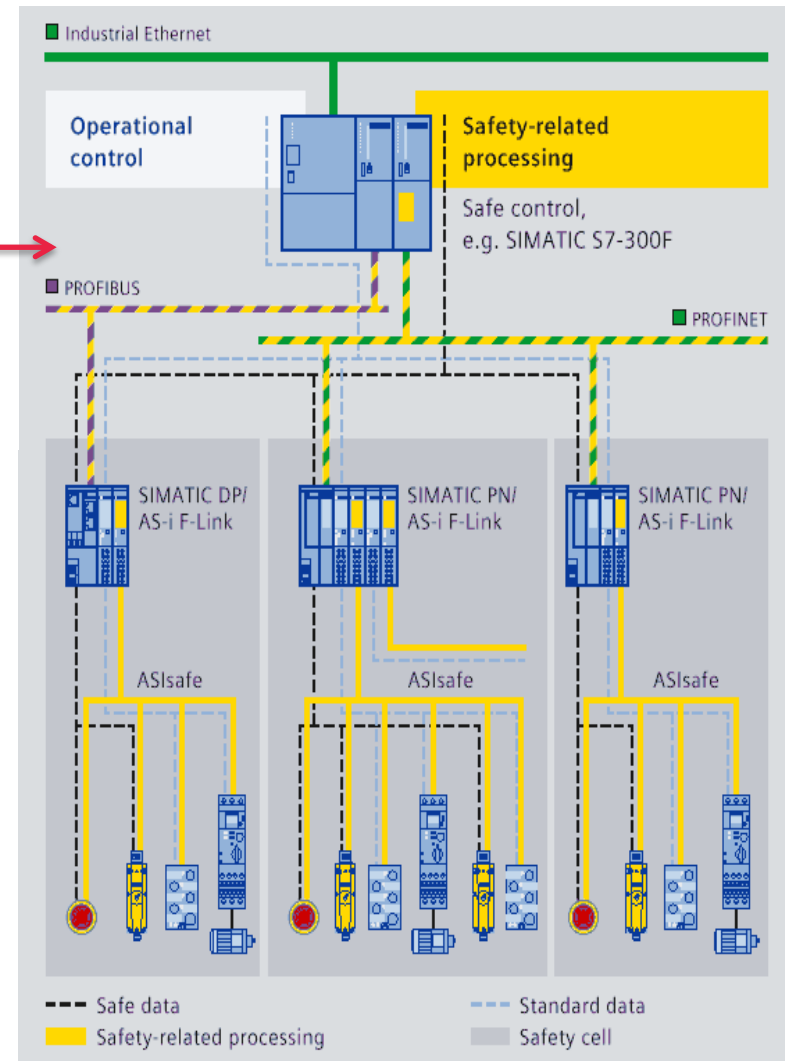 Industrial Ethernet
Operational
control
Safety-related
processing
Safe control,
e.g. SIMATIC S7-300F
PROFIBUS
PROFINET
SIMATIC DP/
AS-i F-Link
SIMATIC PN/
AS-i F-Link
SIMATIC PN/
AS-i F-Link
ASIsafe
ASIsafe
ASIsafe
Safe data
Standard data
Safety-related processing
Safety cell